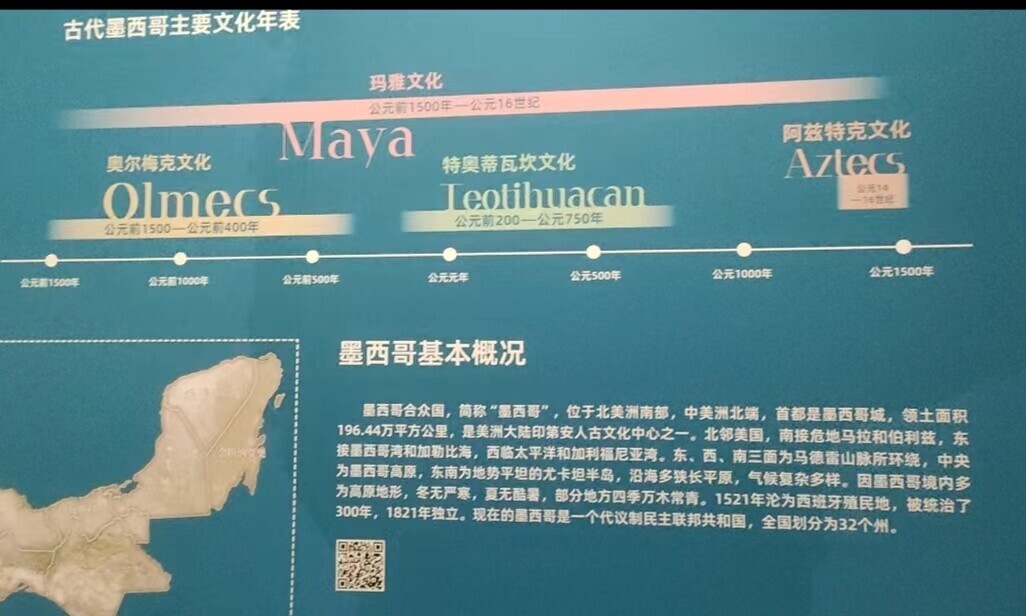 古代墨西哥主要文化年表
玛雅文化
公元前1500年—公元16世纪
Maya
奥尔梅克文化
Olmecs
公元前1500—公元前400年
特奥蒂瓦坎文化
Teotihuacan
公元前200—公元750年
阿兹特克文化
Aztecs
公元14
—16世纪
公元前1500年
公元前1000年
公元前500年
公元元年
公元500年
公元1000年
公元1500年
墨西哥基本概况
墨西哥合众国，简称“墨西哥”，位于北美洲南部，中美洲北端，首都是墨西哥城，领土面积
196.44万平方公里，是美洲大陆印第安人古文化中心之一。北邻美国，南接危地马拉和伯利兹，东
接墨西哥湾和加勒比海，西临太平洋和加利福尼亚湾。东、西、南三面为马德雷山脉所环绕，中央
为墨西哥高原，东南为地势平坦的尤卡坦半岛，沿海多狭长平原，气候复杂多样。因墨西哥境内多
为高原地形，冬无严寒，夏无酷暑，部分地方四季万木常青。1521年沦为西班牙殖民地，被统治了
300年，1821年独立。现在的墨西哥是一个代议制民主联邦共和国，全国划分为32个州。